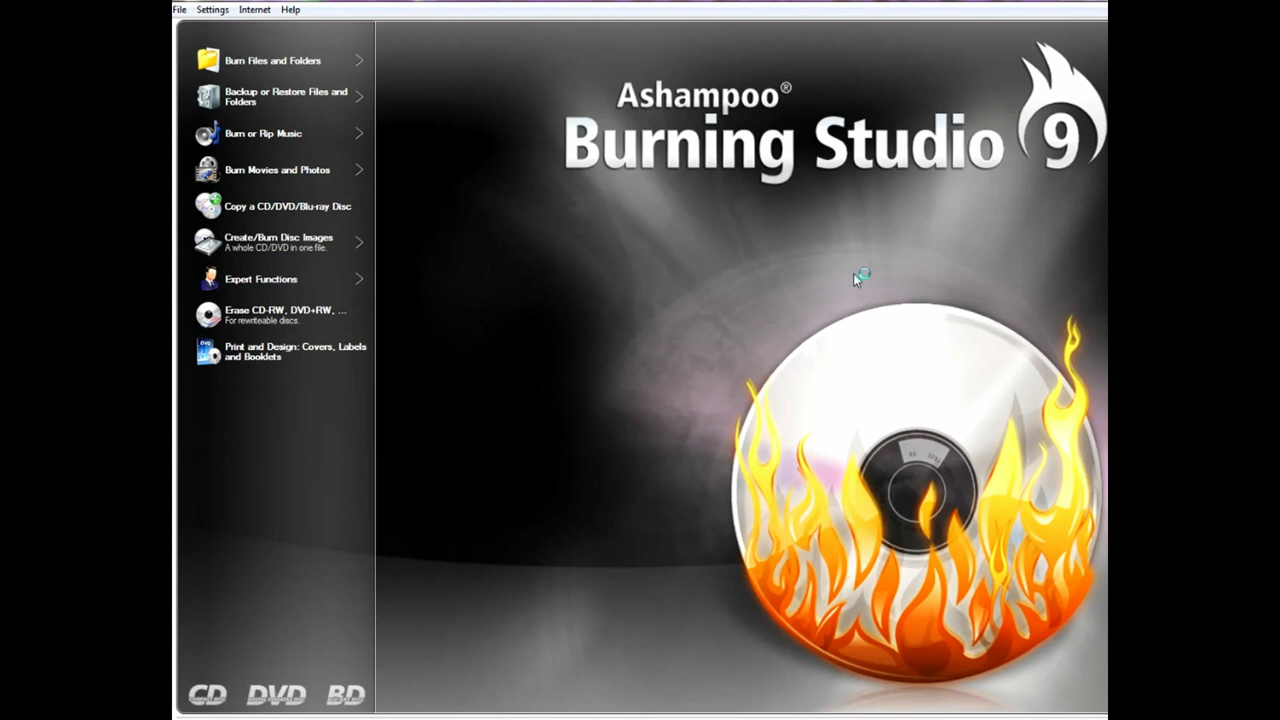 File Settings Internet Help
Burn Files and Folders
Backup or Restore Files and
Folders
Burn or Rip Music
Burn Movies and Photos
Copy a CD/DVD/Blu-ray Disc
Create/Burn Disc Images
A whole CD/DVD in one file.
Expert Functions
Erase CD-RW, DVD+RW, ...
For rewriteable discs.
Print and Design: Covers, Labels
and Booklets
Ashampoo®
Burning Studio 9
CD DVD BD